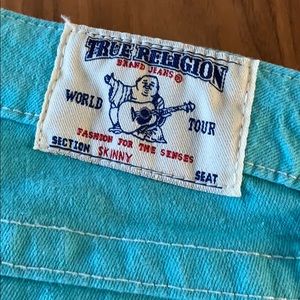 TRUE RELIGION
BRAND JEANS®
WORLD TOUR
FASHION FOR THE SENSES
SECTION SKINNY SEAT